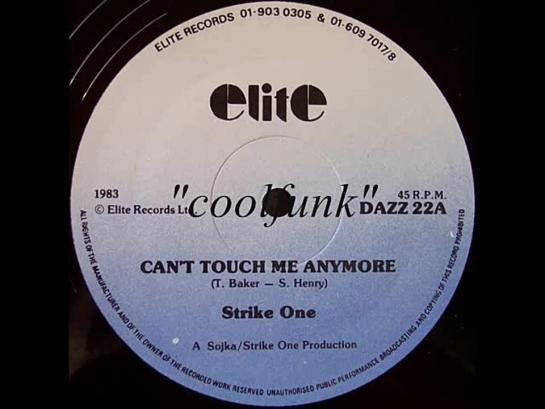 ELITE RECORDS 01-903 0305 & 01-609 7017/8
elite
1983
© Elite Records Ltd
"coolfunk"
45 R.P.M.
DAZZ 22A
CAN'T TOUCH ME ANYMORE
(T. Baker — S. Henry)
Strike One
A Sojka/Strike One Production
ALL RIGHTS OF THE MANUFACTURER AND OF THE OWNER OF THE RECORDED WORK RESERVED UNAUTHORISED PUBLIC PERFORMANCE BROADCASTING AND COPYING OF THIS RECORD PROHIBITED